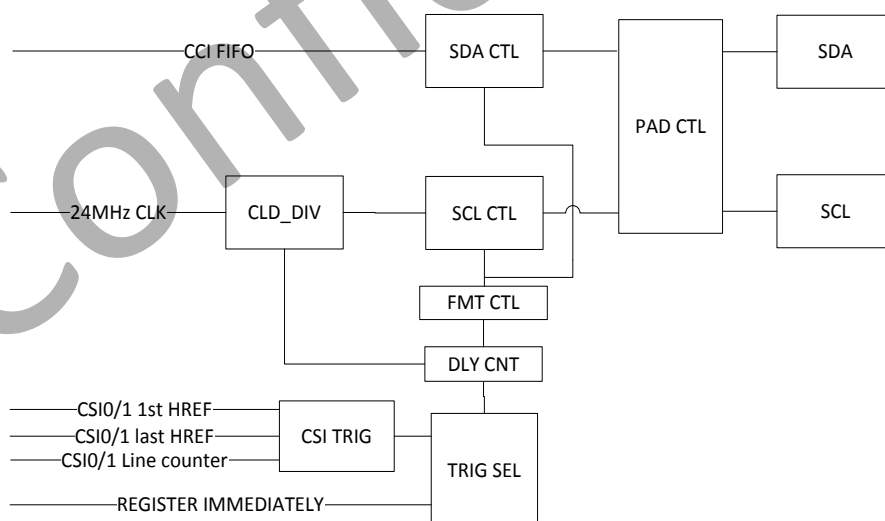 Confi
CCI FIFO
SDA CTL
SDA
PAD CTL
24MHz CLK
CLD_DIV
SCL CTL
SCL
FMT CTL
DLY CNT
CSI0/1 1st HREF
CSI0/1 last HREF
CSI TRIG
CSI0/1 Line counter
TRIG SEL
REGISTER IMMEDIATELY